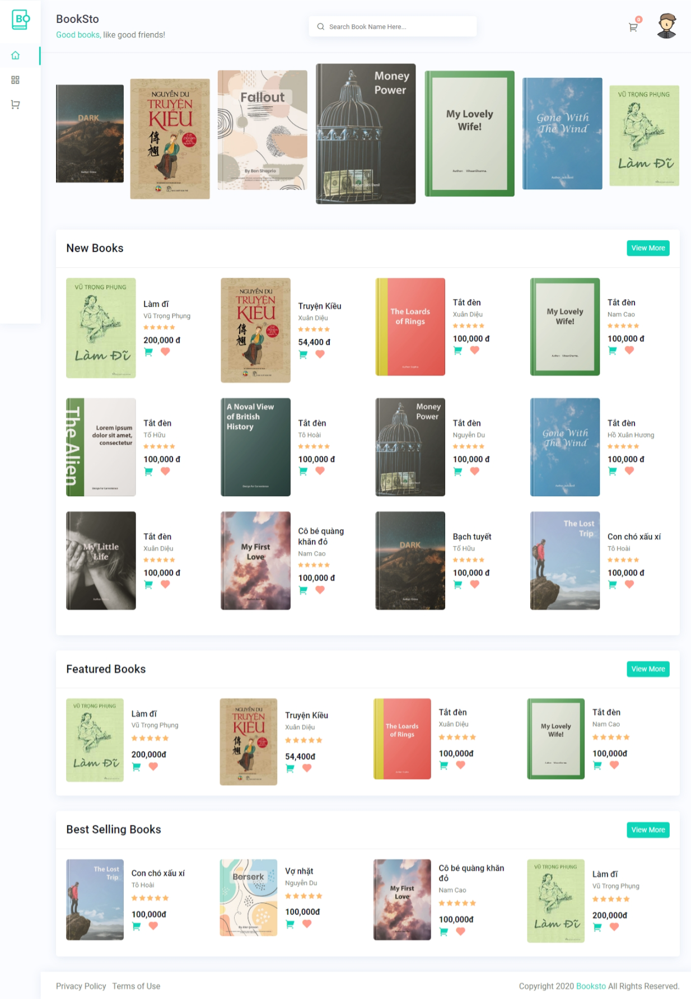 BO
BookSto
Good books, like good friends!
Search Book Name Here...
0
DARK
NGUYỄN DU
TRUYỆN
KIỀU
傳
翹
Fallout
By Ben Shaprio
Money
Power
Author: Jack Denil
My Lovely
Wife!
Author: VihaanSharma.
Gone With
The Wind
VŨ TRỌNG PHỤNG
Làm Đĩ
New Books
View More
VŨ TRỌNG PHỤNG
Làm Đĩ
Làm đĩ
Vũ Trọng Phụng
200,000 đ
NGUYỄN DU
TRUYỆN
KIỀU
傳
翹
Truyện Kiều
Xuân Diệu
54,400 đ
The Loards
of Rings
Tắt đèn
Xuân Diệu
100,000 đ
My Lovely
Wife!
Tắt đèn
Nam Cao
100,000 đ
The Alien
Lorem ipsum
dolor sit amet,
consectetur
Design For Convenience
Tắt đèn
Tố Hữu
100,000 đ
A Noval View
of British
History
Design For Convenience
Tắt đèn
Tô Hoài
100,000 đ
Money
Power
Tắt đèn
Nguyễn Du
100,000 đ
Gone With
The Wind
Tắt đèn
Hồ Xuân Hương
100,000 đ
My Little
Life
Tắt đèn
Xuân Diệu
100,000 đ
My First
Love
Cô bé quàng
khăn đỏ
Nam Cao
100,000 đ
DARK
Bạch tuyết
Tố Hữu
100,000 đ
The Lost
Trip
Con chó xấu xí
Tô Hoài
100,000 đ
Featured Books
View More
VŨ TRỌNG PHỤNG
Làm Đĩ
Làm đĩ
Vũ Trọng Phụng
200,000đ
NGUYỄN DU
TRUYỆN
KIỀU
傳
翹
Truyện Kiều
Xuân Diệu
54,400đ
The Loards
of Rings
Tắt đèn
Xuân Diệu
100,000đ
My Lovely
Wife!
Tắt đèn
Nam Cao
100,000đ
Best Selling Books
View More
The Lost
Trip
Con chó xấu xí
Tô Hoài
100,000đ
Berserk
Vợ nhặt
Nguyễn Du
100,000đ
My First
Love
Cô bé quàng khăn
đỏ
Nam Cao
100,000đ
VŨ TRỌNG PHỤNG
Làm Đĩ
Làm đĩ
Vũ Trọng Phụng
200,000đ
Privacy Policy Terms of Use
Copyright 2020 Booksto All Rights Reserved.